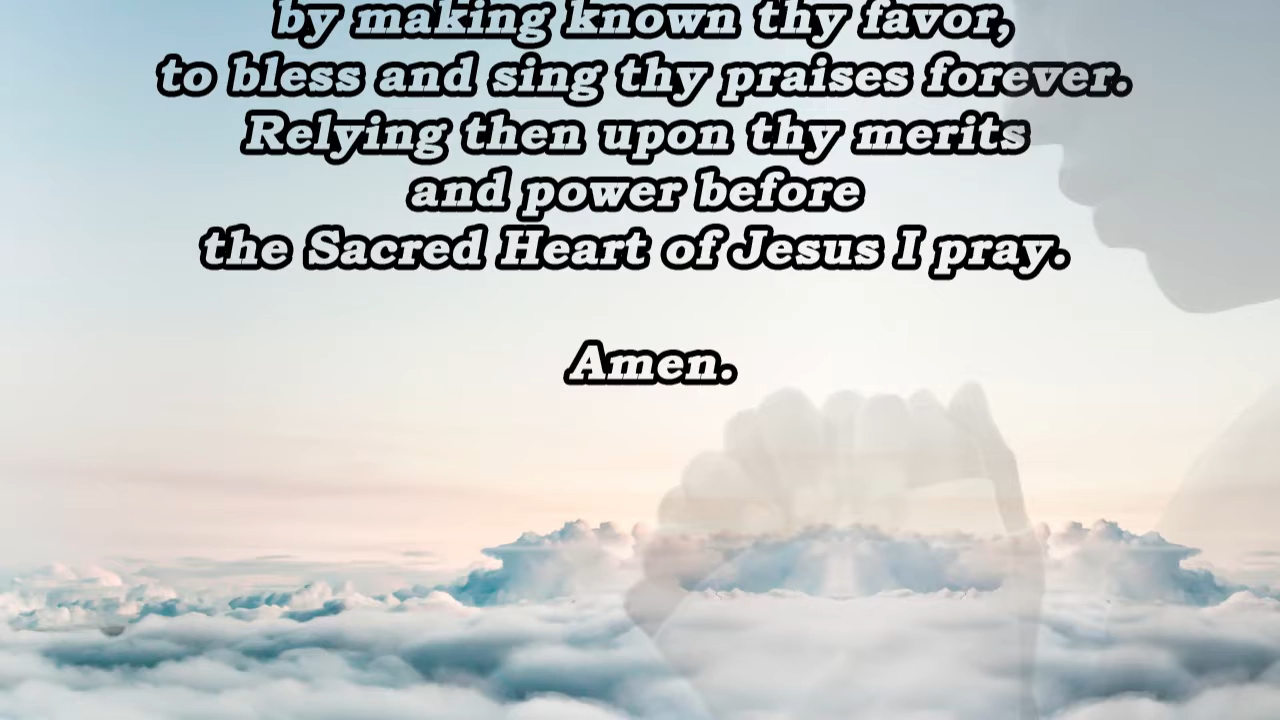 by making known thy favor,
to bless and sing thy praises forever.
Relying then upon thy merits
and power before
the Sacred Heart of Jesus I pray.
Amen.